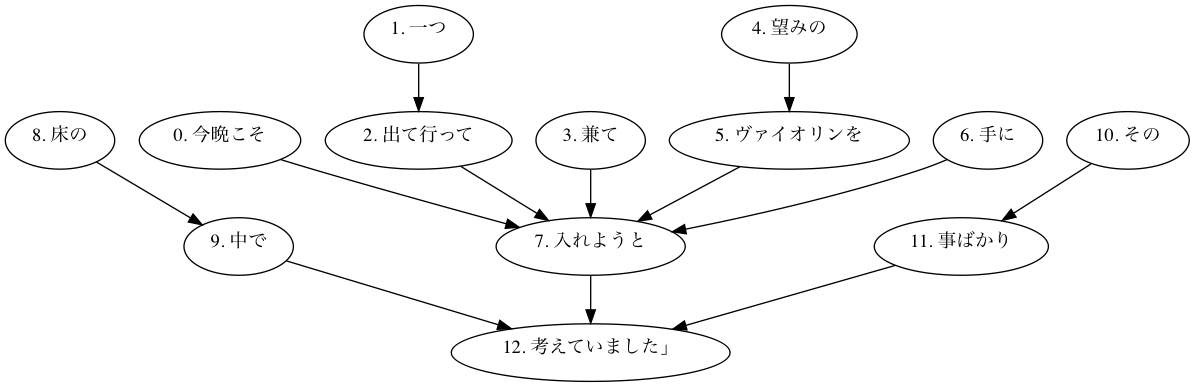 1. 一つ
4. 望みの
8. 床の
0. 今晩こそ
2. 出て行って
3. 兼て
5. ヴァイオリンを
6. 手に
10. その
9. 中で
7. 入れようと
11. 事ばかり
12. 考えていました」